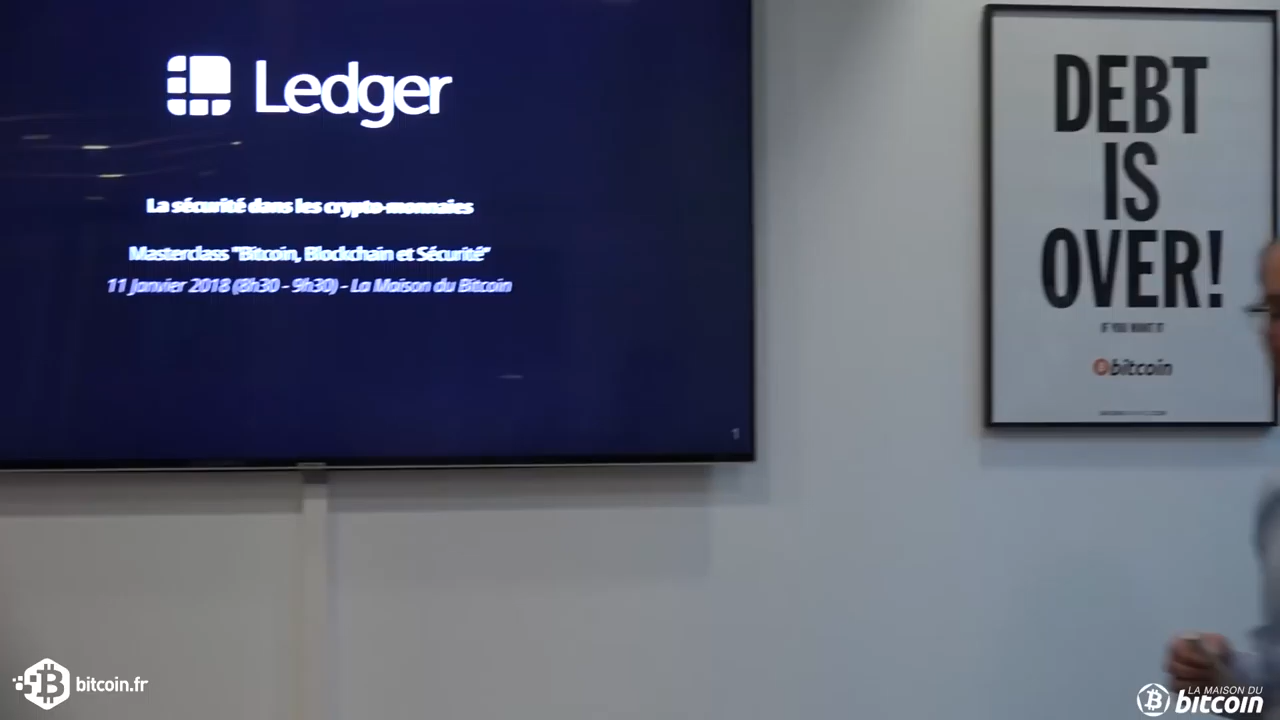 Ledger
La sécurité dans les crypto-monnaies
Masterclass "Bitcoin, Blockchain et Sécurité"
11 Janvier 2018 (8h30 - 9h30) - La Maison du Bitcoin
1
DEBT
IS
OVER!
IF YOU WANT IT
bitcoin
bitcoin.fr
LA MAISON DU
bitcoin